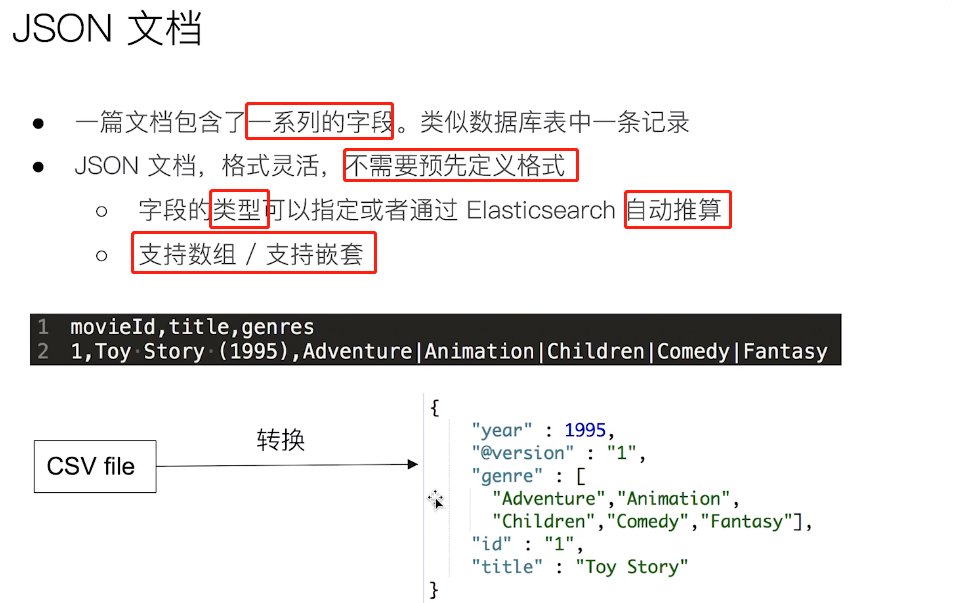 JSON 文档
● 一篇文档包含了一系列的字段。类似数据库表中一条记录
● JSON 文档，格式灵活，不需要预先定义格式
○ 字段的类型可以指定或者通过 Elasticsearch 自动推算
○ 支持数组 / 支持嵌套
1 movieId,title,genres
2 1,Toy·Story·(1995),Adventure|Animation|Children|Comedy|Fantasy
CSV file
转换
{
"year" : 1995,
"@version" : "1",
"genre" : [
"Adventure","Animation",
"Children","Comedy","Fantasy"],
"id" : "1",
"title" : "Toy Story"
}